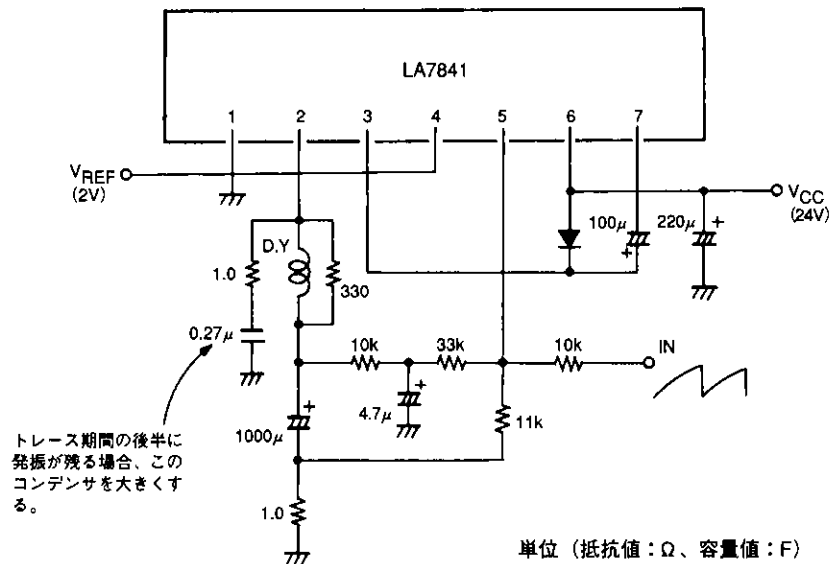 LA7841
1 2 3 4 5 6 7
VREF
(2V)
VCC
(24V)
100μ
+
220μ
+
D.Y
1.0
330
0.27μ
10k
33k
10k
IN
+
4.7μ
11k
+
1000μ
1.0
トレース期間の後半に
発振が残る場合、この
コンデンサを大きくす
る。
単位（抵抗値：Ω、容量値：F）